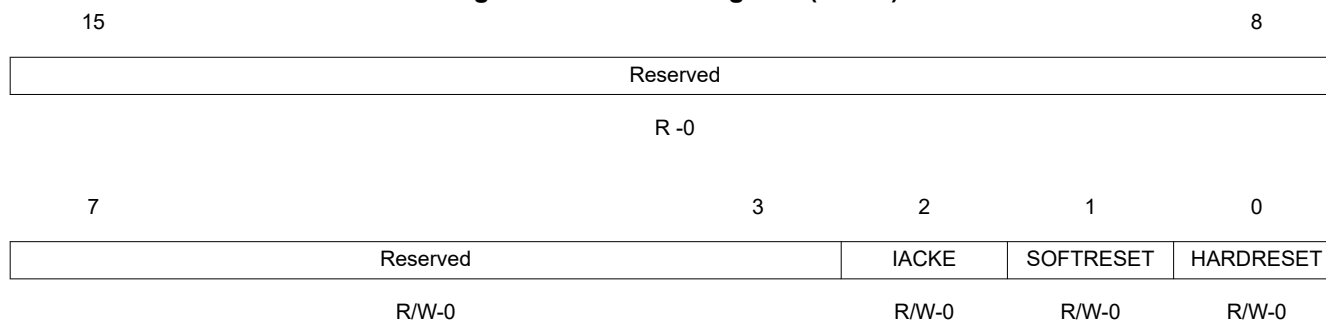 15 8
Reserved
R -0
7 3 2 1 0
Reserved IACKE SOFTRESET HARDRESET
R/W-0 R/W-0 R/W-0 R/W-0